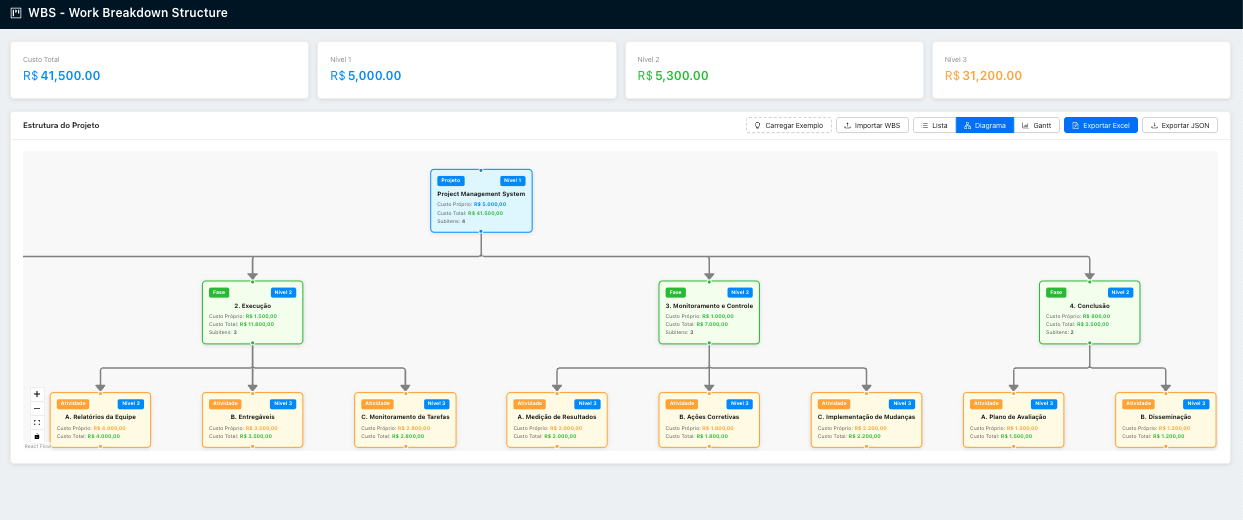 WBS - Work Breakdown Structure
Custo Total
R$ 41,500.00
Nível 1
R$ 5,000.00
Nível 2
R$ 5,300.00
Nível 3
R$ 31,200.00
Estrutura do Projeto
Carregar Exemplo
Importar WBS
Lista
Diagrama
Gantt
Exportar Excel
Exportar JSON
Projeto
Nível 1
Project Management System
Custo Próprio: R$ 5.000,00
Custo Total: R$ 41.500,00
Subitens: 4
Fase
Nível 2
2. Execução
Custo Próprio: R$ 1.500,00
Custo Total: R$ 11.800,00
Subitens: 3
Fase
Nível 2
3. Monitoramento e Controle
Custo Próprio: R$ 1.000,00
Custo Total: R$ 7.000,00
Subitens: 3
Fase
Nível 2
4. Conclusão
Custo Próprio: R$ 800,00
Custo Total: R$ 3.500,00
Subitens: 2
Atividade
Nível 3
A. Relatórios da Equipe
Custo Próprio: R$ 4.000,00
Custo Total: R$ 4.000,00
Atividade
Nível 3
B. Entregáveis
Custo Próprio: R$ 3.500,00
Custo Total: R$ 3.500,00
Atividade
Nível 3
C. Monitoramento de Tarefas
Custo Próprio: R$ 2.800,00
Custo Total: R$ 2.800,00
Atividade
Nível 3
A. Medição de Resultados
Custo Próprio: R$ 2.000,00
Custo Total: R$ 2.000,00
Atividade
Nível 3
B. Ações Corretivas
Custo Próprio: R$ 1.800,00
Custo Total: R$ 1.800,00
Atividade
Nível 3
C. Implementação de Mudanças
Custo Próprio: R$ 2.200,00
Custo Total: R$ 2.200,00
Atividade
Nível 3
A. Plano de Avaliação
Custo Próprio: R$ 1.500,00
Custo Total: R$ 1.500,00
Atividade
Nível 3
B. Disseminação
Custo Próprio: R$ 1.200,00
Custo Total: R$ 1.200,00
React Flow